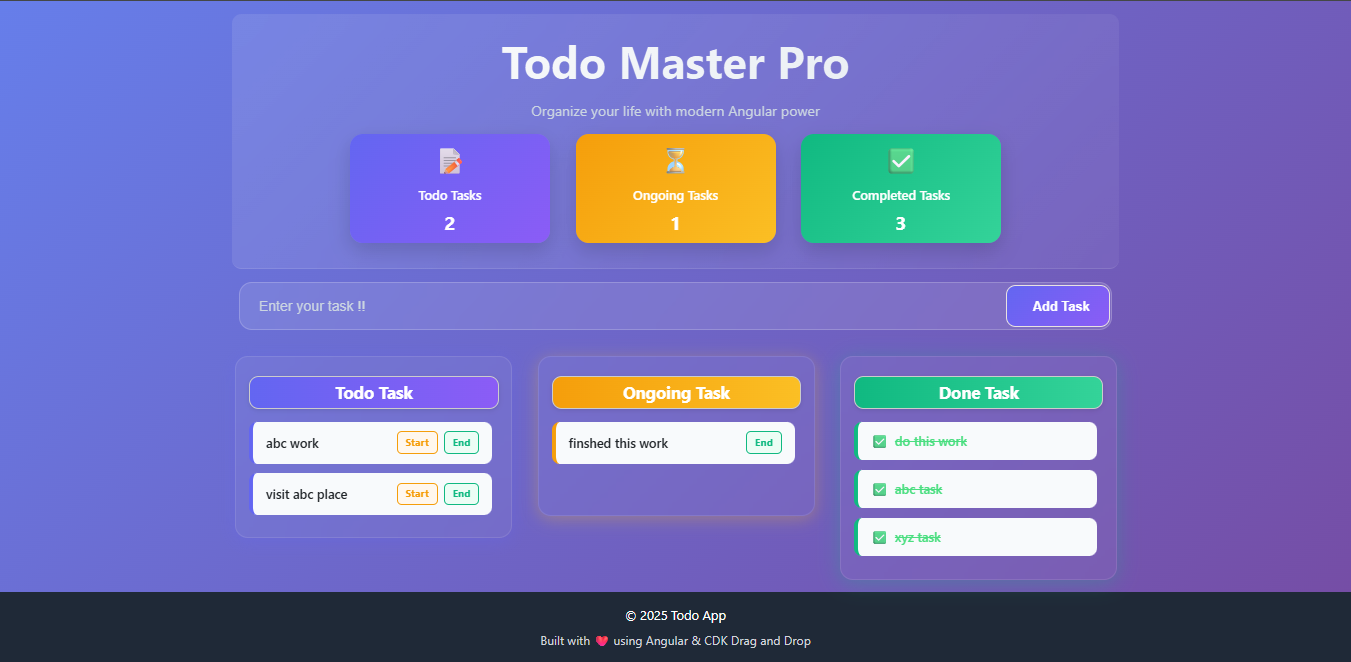 Todo Master Pro
Organize your life with modern Angular power
Todo Tasks
2
Ongoing Tasks
1
Completed Tasks
3
Enter your task !!
Add Task
Todo Task
abc work Start End
visit abc place Start End
Ongoing Task
finshed this work End
Done Task
do this work
abc task
xyz task
© 2025 Todo App
Built with ❤️ using Angular & CDK Drag and Drop